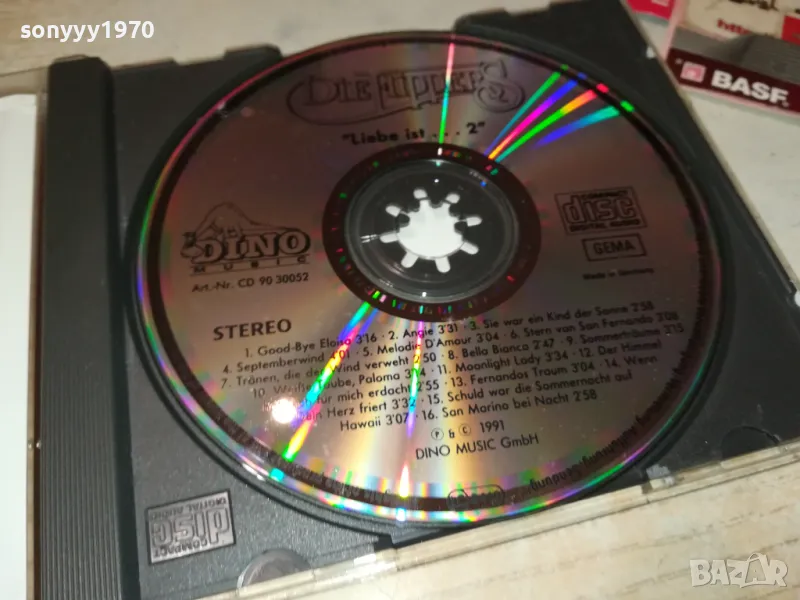 sonyyy1970
DIE FLIPPERS
"Liebe ist . . . 2"
DINO
MUSIC
Art.-Nr. CD 90 30052
COMPACT
disc
DIGITAL AUDIO
GEMA
Made in Germany
STEREO
1. Good-Bye Elana 3'16 - 2. Angie 3'31 - 3. Sie war ein Kind der Sonne 2'58
4. Septemberwind 4'01 - 5. Melodie D'Amour 3'04 - 6. Stern von San Fernando 3'08
7. Tränen, die der Wind verweht 2'50 - 8. Bella Bianca 2'47 - 9. Sommerträume 3'15
10. Weiße Taube, Paloma 3'14 - 11. Moonlight Lady 3'34 - 12. Der Himmel
für mich erdacht 2'55 - 13. Fernandos Traum 3'04 - 14. Wenn
Herz friert 3'32 - 15. Schuld war die Sommernacht auf
Hawaii 3'07 - 16. San Marino bei Nacht 2'58
℗ & © 1991
DINO MUSIC GmbH
COMPACT
disc
DIGITAL AUDIO
BASF
BAZAR